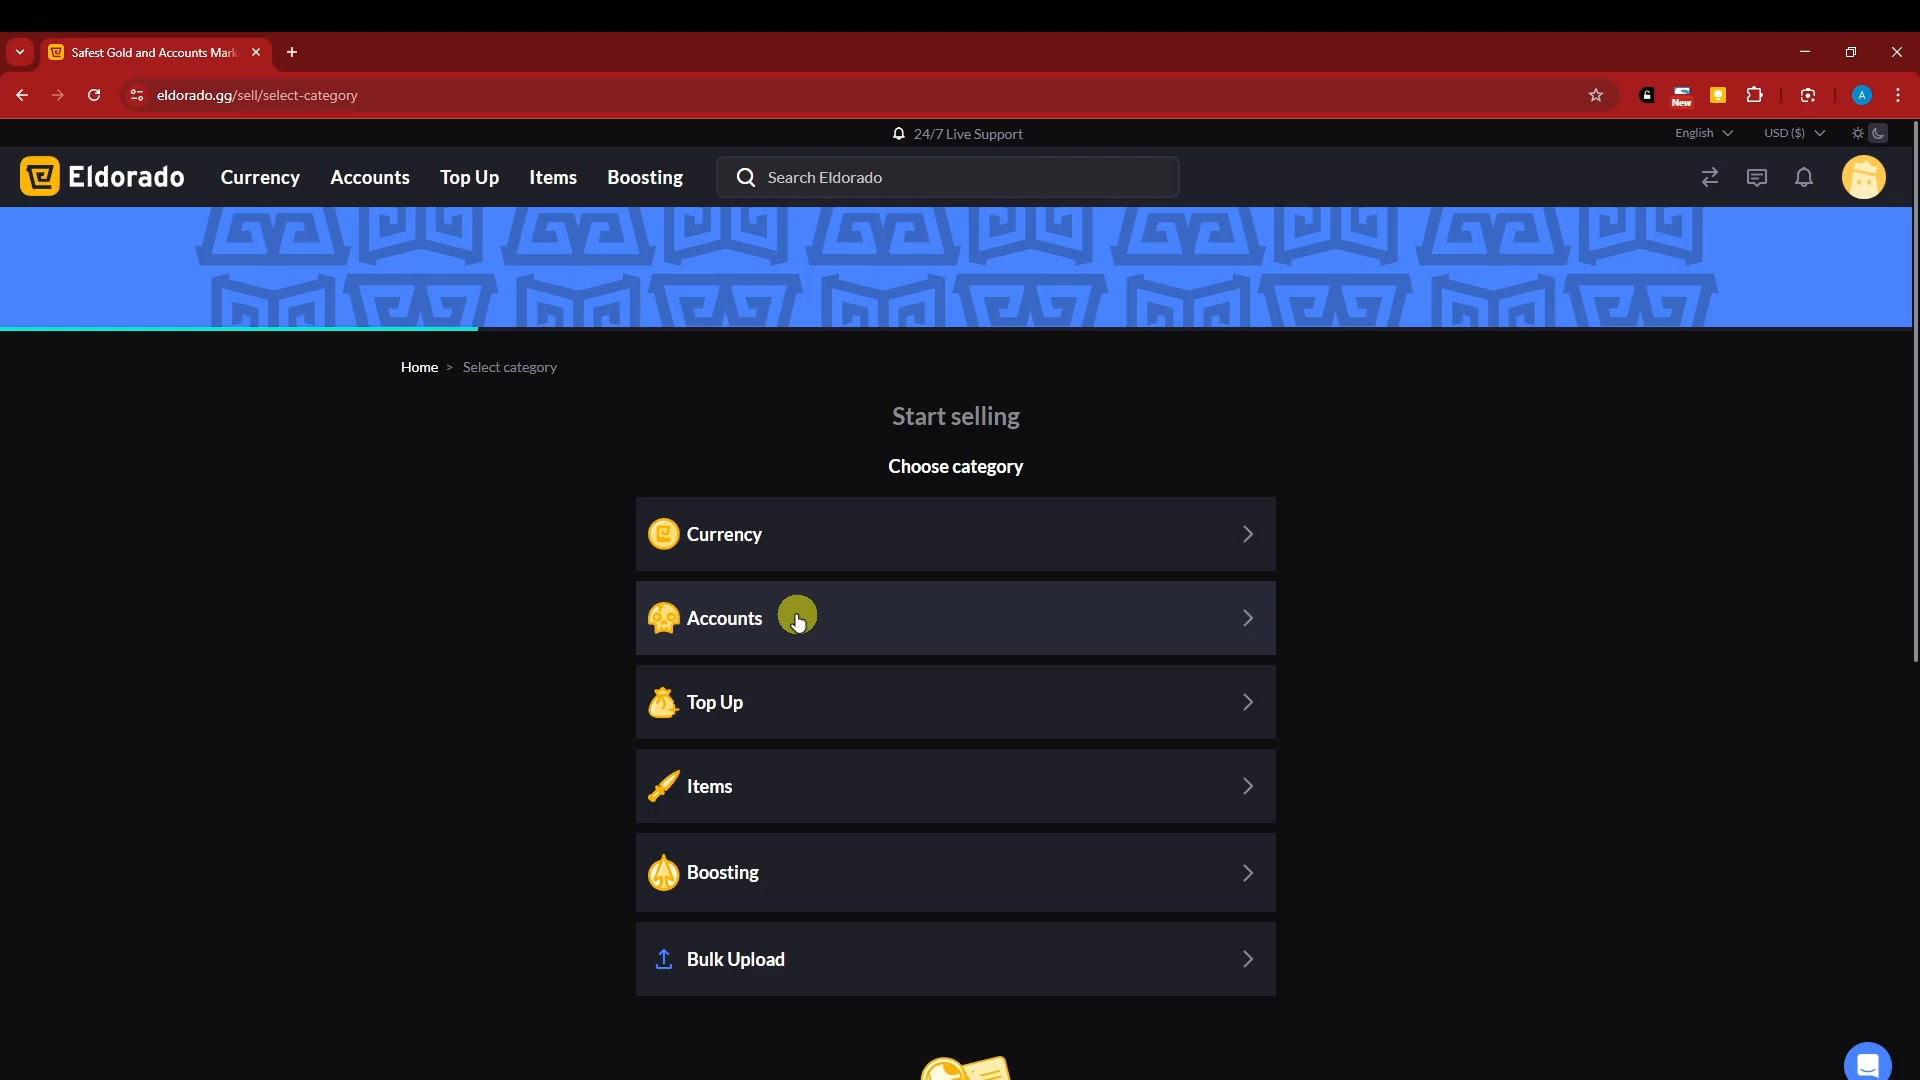 Safest Gold and Accounts Mark
eldorado.gg/sell/select-category
New
A
24/7 Live Support
English
USD ($)
Eldorado
Currency
Accounts
Top Up
Items
Boosting
Search Eldorado
Home > Select category
Start selling
Choose category
Currency
Accounts
Top Up
Items
Boosting
Bulk Upload